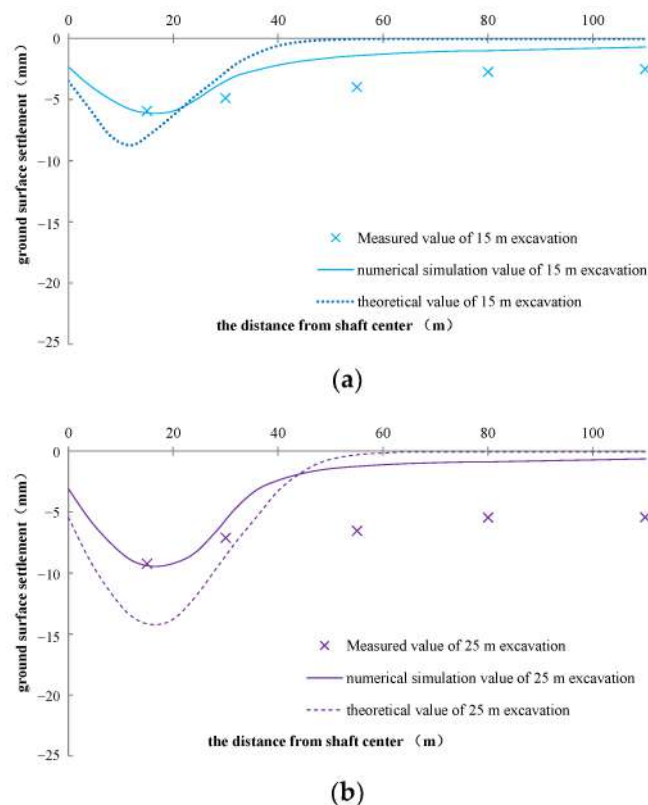 0 20 40 60 80 100
0
−5
−10
−15
−20
−25
ground surface settlement（mm）
Measured value of 15 m excavation
numerical simulation value of 15 m excavation
theoretical value of 15 m excavation
the distance from shaft center （m）
(a)
0 20 40 60 80 100
0
−5
−10
−15
−20
−25
ground surface settlement（mm）
Measured value of 25 m excavation
numerical simulation value of 25 m excavation
theoretical value of 25 m excavation
the distance from shaft center （m）
(b)